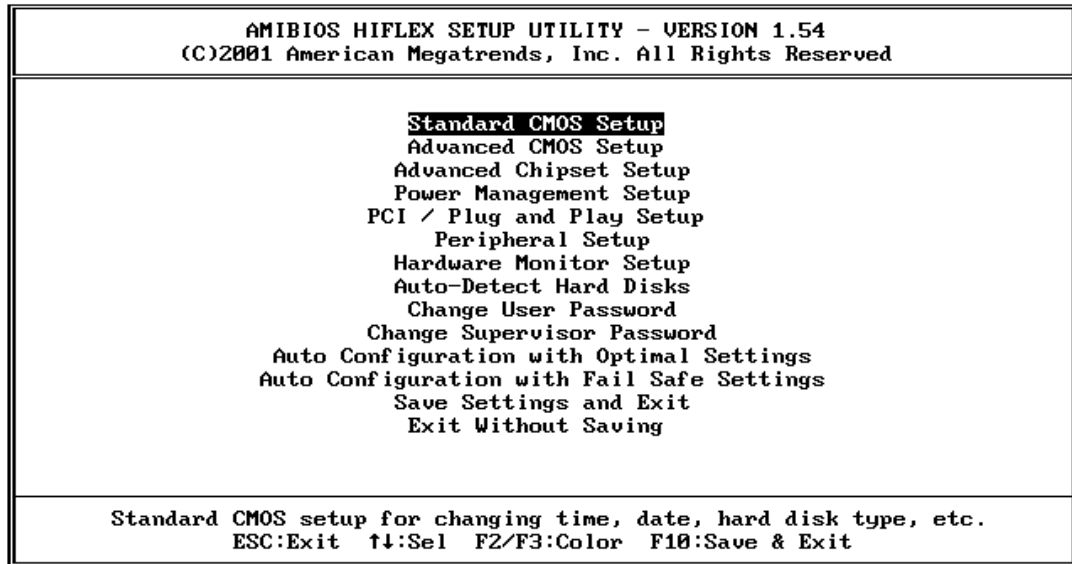 AMIBIOS HIFLEX SETUP UTILITY - VERSION 1.54
(C)2001 American Megatrends, Inc. All Rights Reserved
Standard CMOS Setup
Advanced CMOS Setup
Advanced Chipset Setup
Power Management Setup
PCI / Plug and Play Setup
Peripheral Setup
Hardware Monitor Setup
Auto-Detect Hard Disks
Change User Password
Change Supervisor Password
Auto Configuration with Optimal Settings
Auto Configuration with Fail Safe Settings
Save Settings and Exit
Exit Without Saving
Standard CMOS setup for changing time, date, hard disk type, etc.
ESC:Exit ↑↓:Sel F2/F3:Color F10:Save & Exit